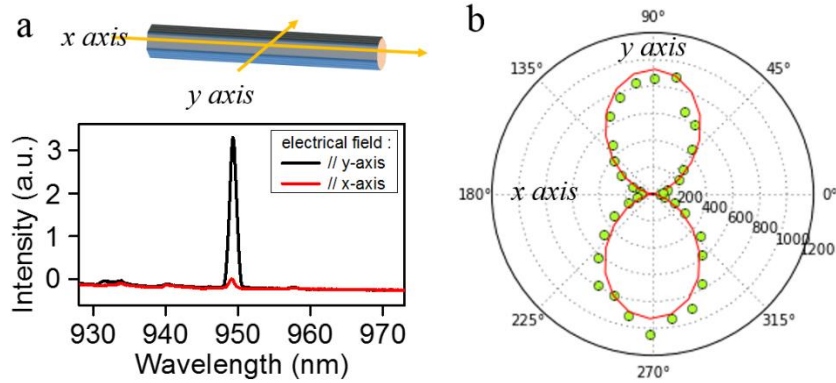 a
x axis
y axis
Intensity (a.u.)
3
2
1
0
electrical field :
// y-axis
// x-axis
930 940 950 960 970
Wavelength (nm)
b
90°
y axis
135°
45°
x axis
180°
0°
200
400
600
800
1000
1200
225°
315°
270°